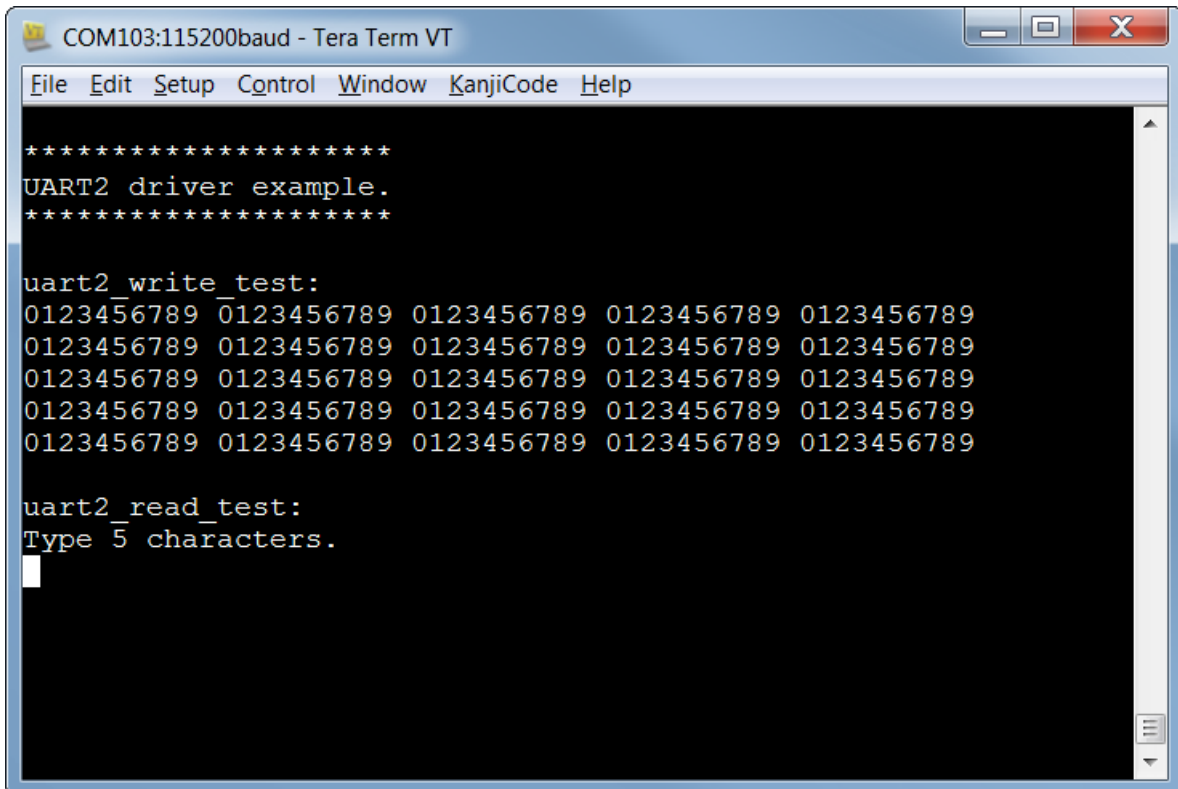 COM103:115200baud - Tera Term VT
File Edit Setup Control Window KanjiCode Help
*********************
UART2 driver example.
*********************
uart2_write_test:
0123456789 0123456789 0123456789 0123456789 0123456789
0123456789 0123456789 0123456789 0123456789 0123456789
0123456789 0123456789 0123456789 0123456789 0123456789
0123456789 0123456789 0123456789 0123456789 0123456789
0123456789 0123456789 0123456789 0123456789 0123456789
uart2_read_test:
Type 5 characters.